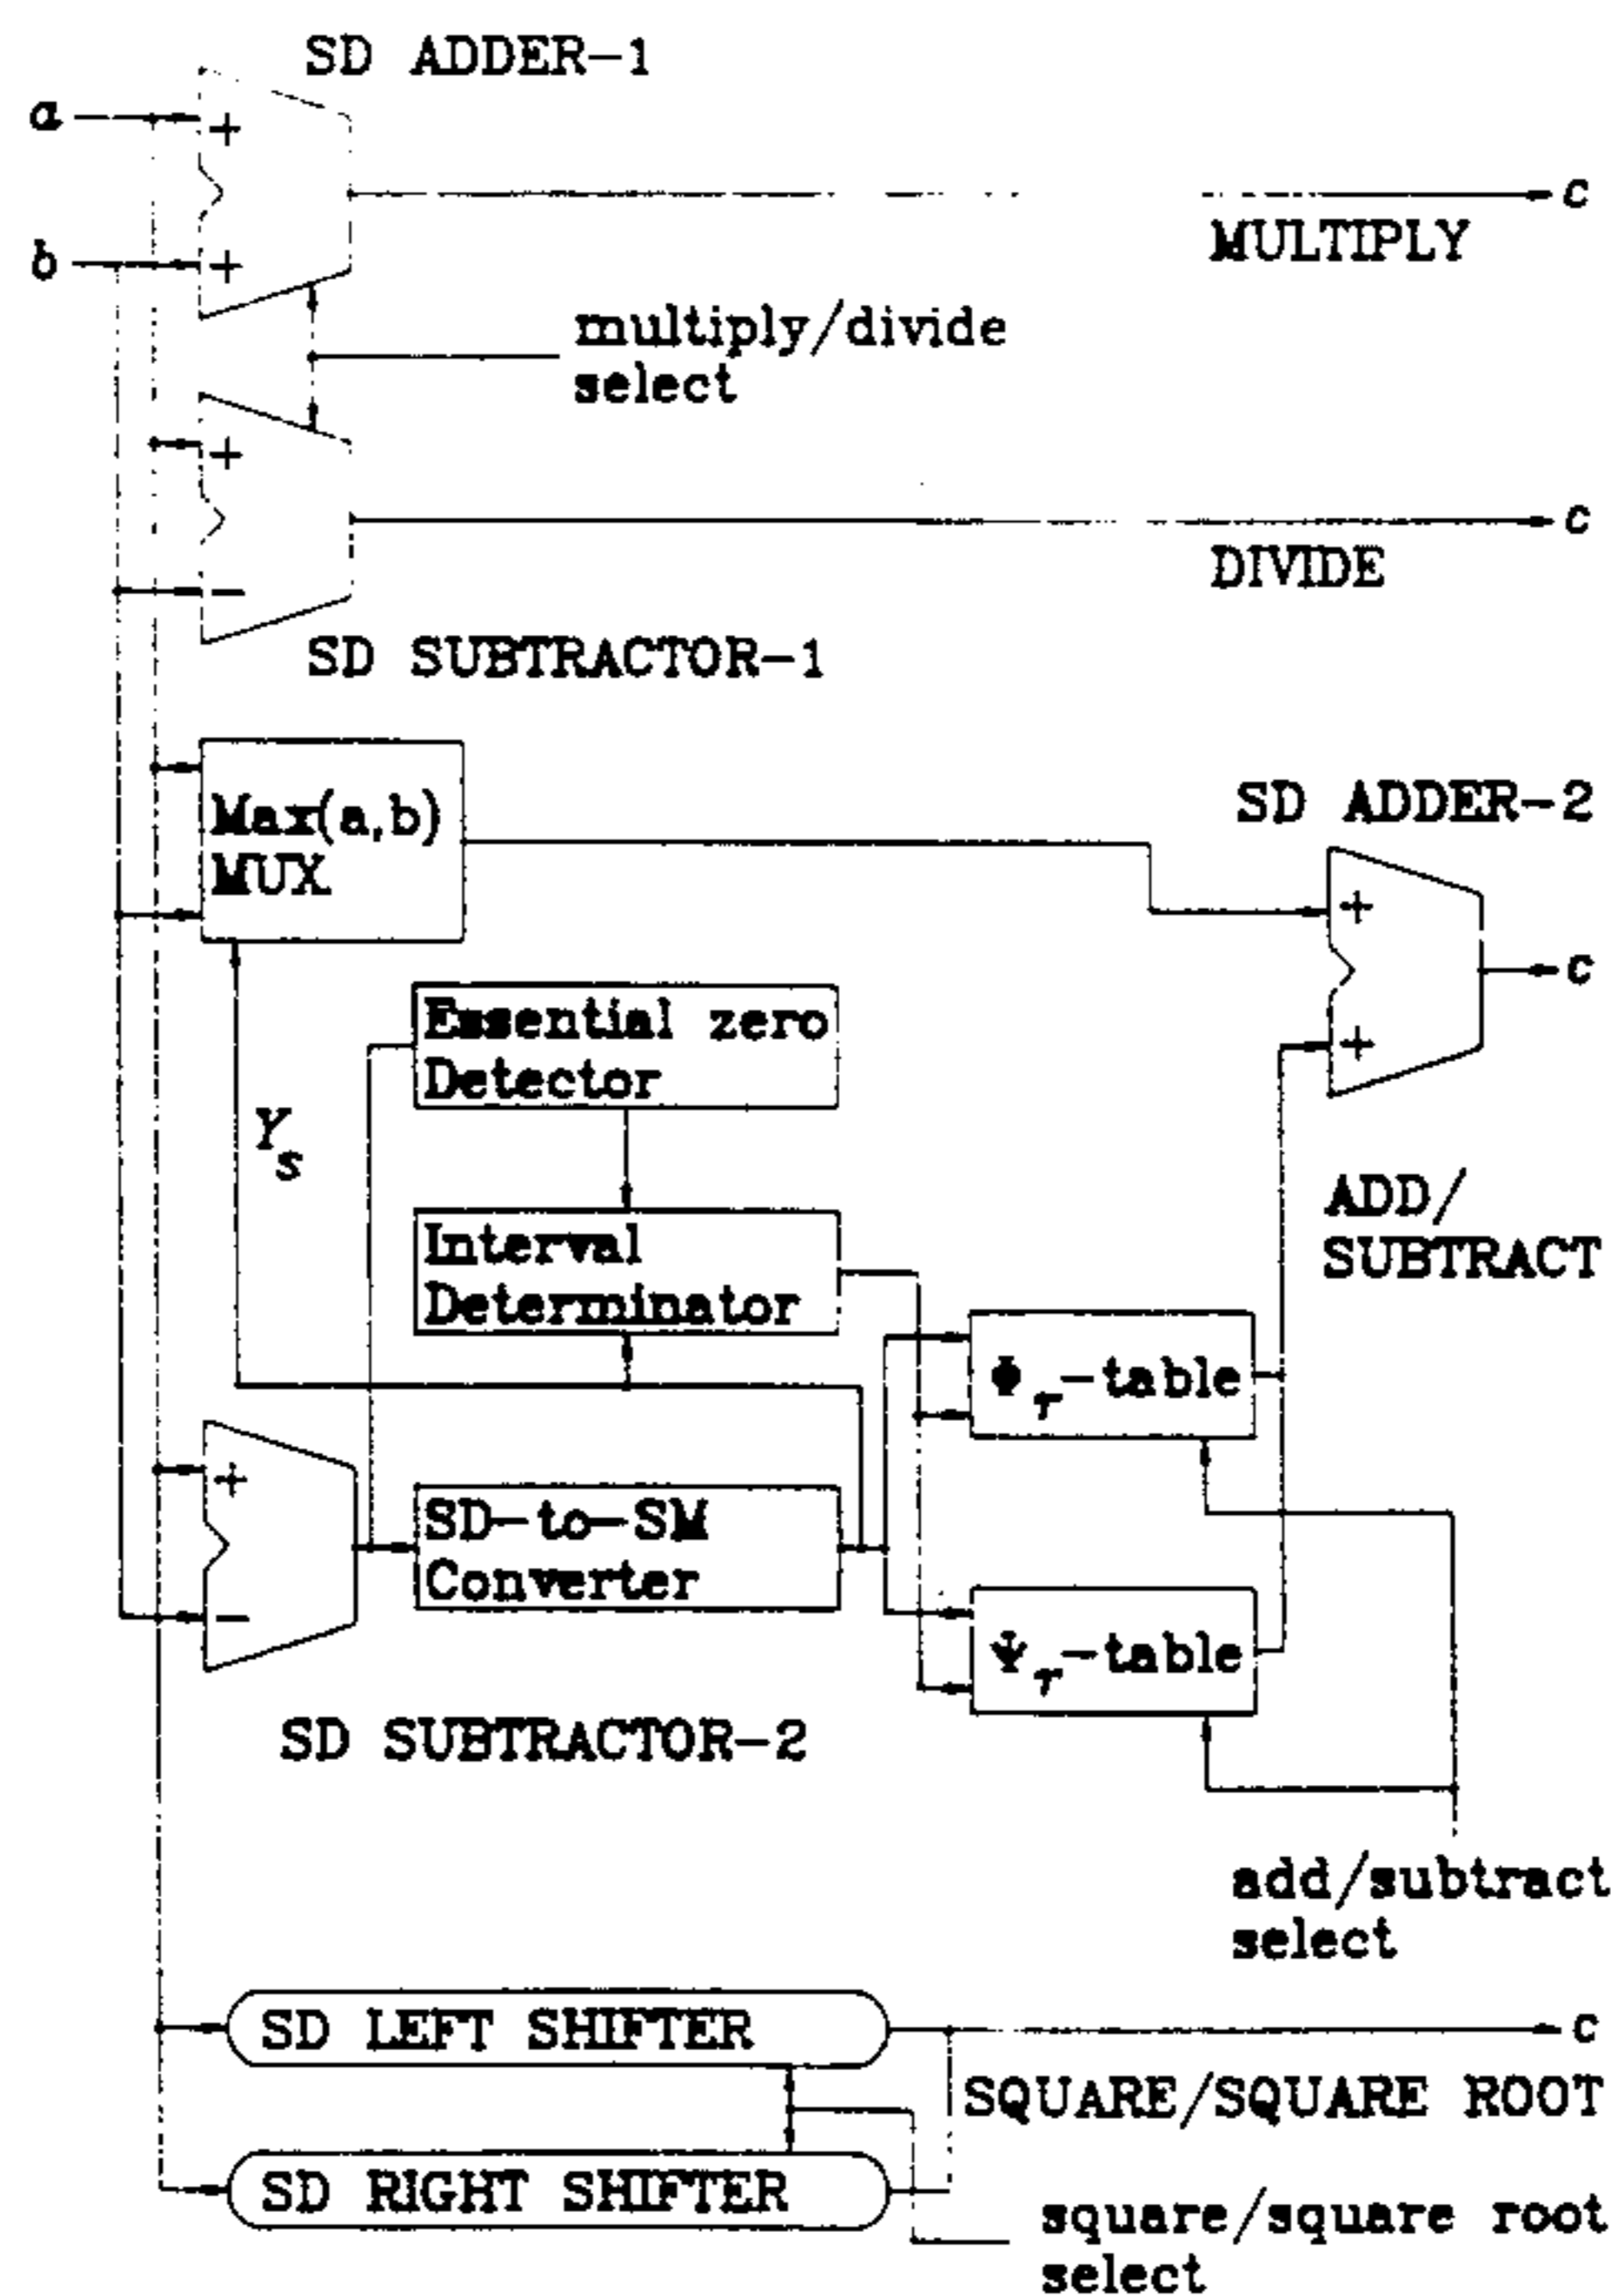 SD ADDER-1
a
+
c
MULTIPLY
b
+
multiply/divide
select
+
c
DIVIDE
-
SD SUBTRACTOR-1
Max(a,b)
MUX
SD ADDER-2
+
c
+
Essential zero
Detector
Y_s
ADD/
SUBTRACT
Interval
Determinator
Φ_r-table
+
SD-to-SM
Converter
-
Ψ_r-table
SD SUBTRACTOR-2
add/subtract
select
SD LEFT SHIFTER
c
SQUARE/SQUARE ROOT
SD RIGHT SHIFTER
square/square root
select